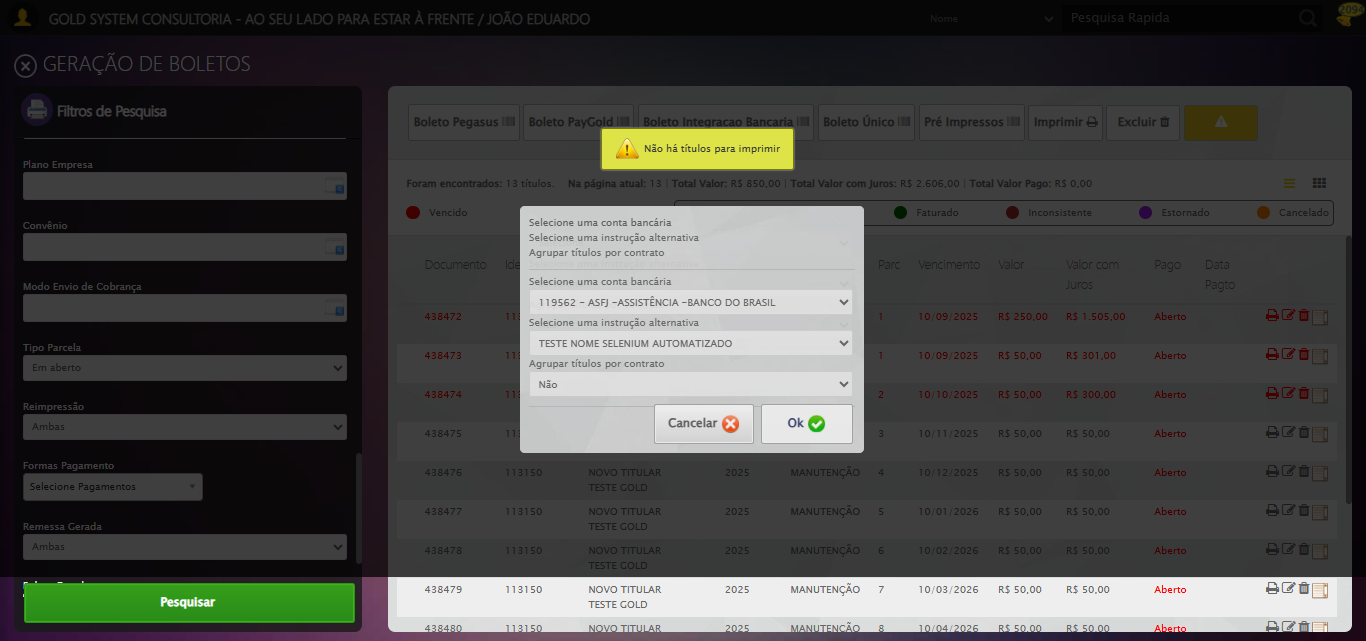 GOLD SYSTEM CONSULTORIA - AO SEU LADO PARA ESTAR À FRENTE / JOÃO EDUARDO
Nome
Pesquisa Rapida
GERAÇÃO DE BOLETOS
Filtros de Pesquisa
Plano Empresa
Convênio
Modo Envio de Cobrança
Tipo Parcela
Em aberto
Reimpressão
Ambas
Formas Pagamento
Selecione Pagamentos
Remessa Gerada
Ambas
Pesquisar
Boleto Pegasus Boleto PayGold Boleto Integracao Bancaria Boleto Único Pré Impressos Imprimir Excluir
Não há títulos para imprimir
Foram encontrados: 13 títulos. Na página atual: 13 | Total Valor: R$ 850,00 | Total Valor com Juros: R$ 2.606,00 | Total Valor Pago: R$ 0,00
Vencido Faturado Inconsistente Estornado Cancelado
Selecione uma conta bancária
Selecione uma instrução alternativa
Agrupar títulos por contrato
Selecione uma conta bancária
119562 - ASFJ -ASSISTÊNCIA -BANCO DO BRASIL
Selecione uma instrução alternativa
TESTE NOME SELENIUM AUTOMATIZADO
Agrupar títulos por contrato
Não
Cancelar Ok
Documento Parc Vencimento Valor Valor com Juros Pago Data Pagto
438472 1 10/09/2025 R$ 250,00 R$ 1.505,00 Aberto
438473 1 10/09/2025 R$ 50,00 R$ 301,00 Aberto
438474 2 10/10/2025 R$ 50,00 R$ 300,00 Aberto
438475 3 10/11/2025 R$ 50,00 R$ 50,00 Aberto
438476 113150 NOVO TITULAR 2025 MANUTENÇÃO 4 10/12/2025 R$ 50,00 R$ 50,00 Aberto
TESTE GOLD
438477 113150 NOVO TITULAR 2025 MANUTENÇÃO 5 10/01/2026 R$ 50,00 R$ 50,00 Aberto
TESTE GOLD
438478 113150 NOVO TITULAR 2025 MANUTENÇÃO 6 10/02/2026 R$ 50,00 R$ 50,00 Aberto
TESTE GOLD
438479 113150 NOVO TITULAR 2025 MANUTENÇÃO 7 10/03/2026 R$ 50,00 R$ 50,00 Aberto
TESTE GOLD
438480 113150 NOVO TITULAR 2025 MANUTENÇÃO 8 10/04/2026 R$ 50,00 R$ 50,00 Aberto